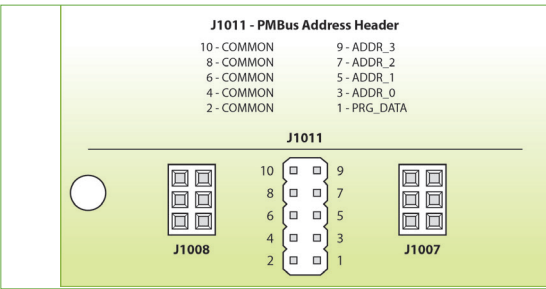 J1011 - PMBus Address Header
10 - COMMON 9 - ADDR_3
8 - COMMON 7 - ADDR_2
6 - COMMON 5 - ADDR_1
4 - COMMON 3 - ADDR_0
2 - COMMON 1 - PRG_DATA
J1011
10 9
8 7
6 5
4 3
J1008 J1007
2 1